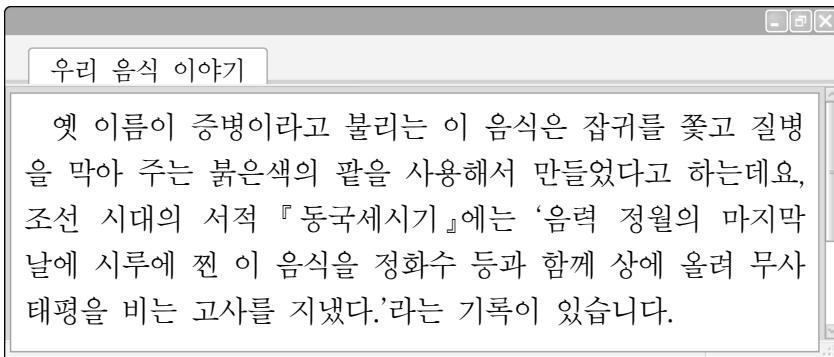 우리 음식 이야기
옛 이름이 증병이라고 불리는 이 음식은 잡귀를 쫓고 질병
을 막아 주는 붉은색의 팥을 사용해서 만들었다고 하는데요,
조선 시대의 서적 『동국세시기』에는 ‘음력 정월의 마지막
날에 시루에 찐 이 음식을 정화수 등과 함께 상에 올려 무사
태평을 비는 고사를 지냈다.’라는 기록이 있습니다.